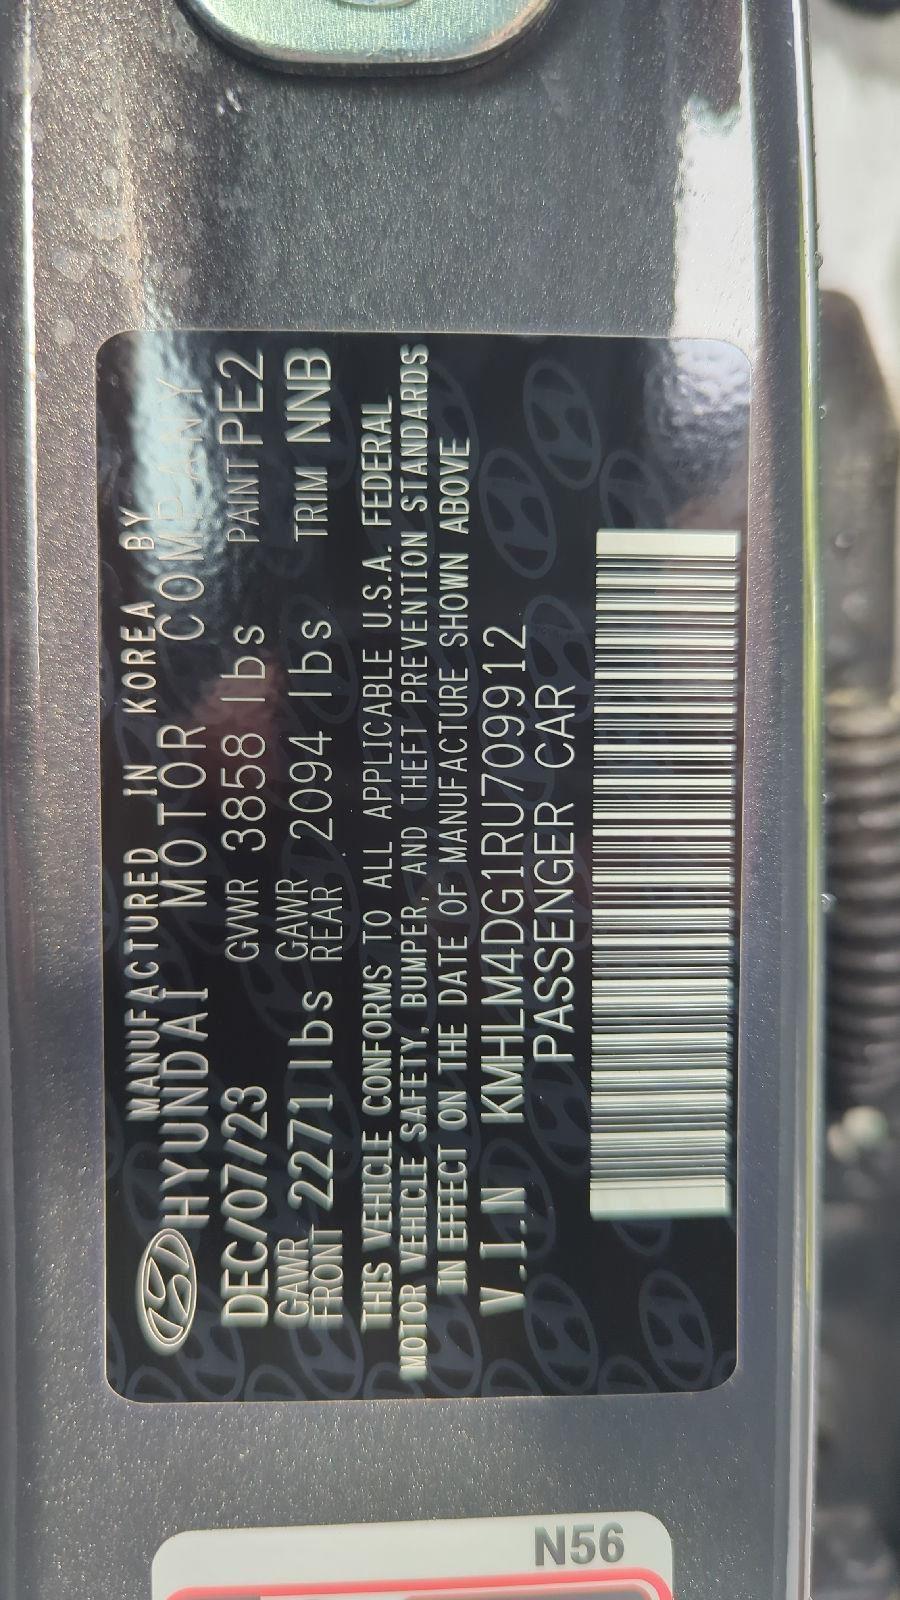 MANUFACTURED IN KOREA BY
HYUNDAI MOTOR COMPANY
DEC/07/23 GVWR 3858 lbs PAINT PE2
GAWR FRONT 2271 lbs GAWR REAR 2094 lbs TRIM NNB
THIS VEHICLE CONFORMS TO ALL APPLICABLE U.S.A. FEDERAL
MOTOR VEHICLE SAFETY, BUMPER, AND THEFT PREVENTION STANDARDS
IN EFFECT ON THE DATE OF MANUFACTURE SHOWN ABOVE
V.I.N KMHLM4DG1RU709912
PASSENGER CAR
N56